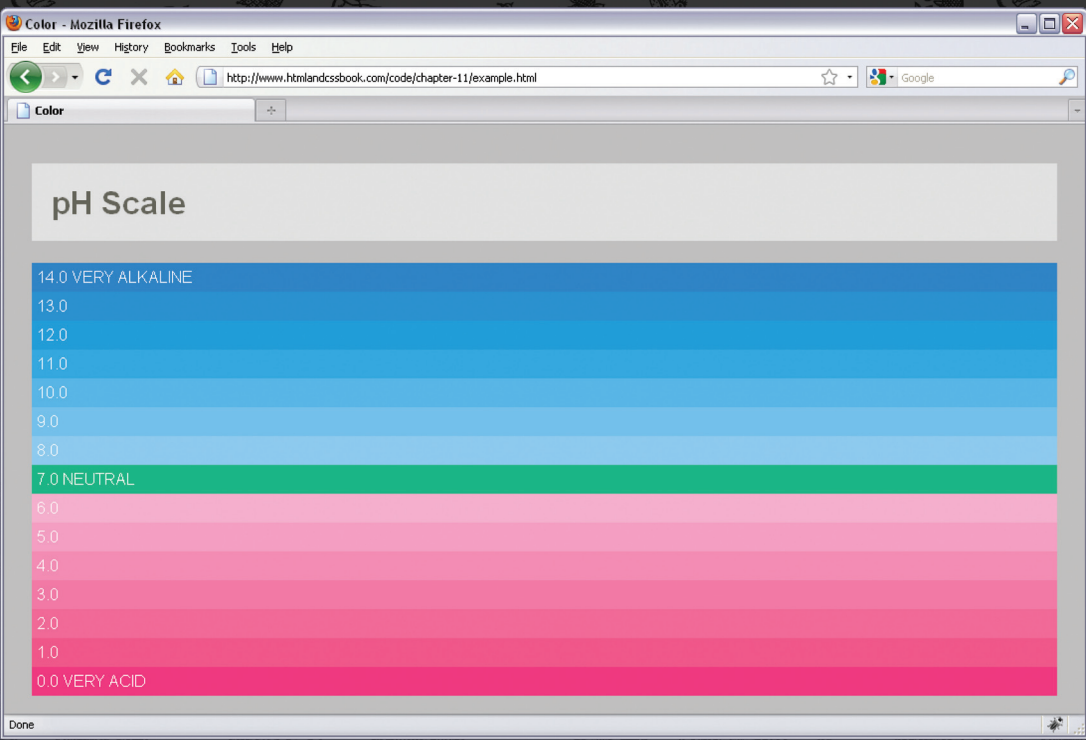 Color - Mozilla Firefox
File Edit View History Bookmarks Tools Help
http://www.htmlandcssbook.com/code/chapter-11/example.html Google
Color
pH Scale
14.0 VERY ALKALINE
13.0
12.0
11.0
10.0
9.0
8.0
7.0 NEUTRAL
6.0
5.0
4.0
3.0
2.0
1.0
0.0 VERY ACID
Done